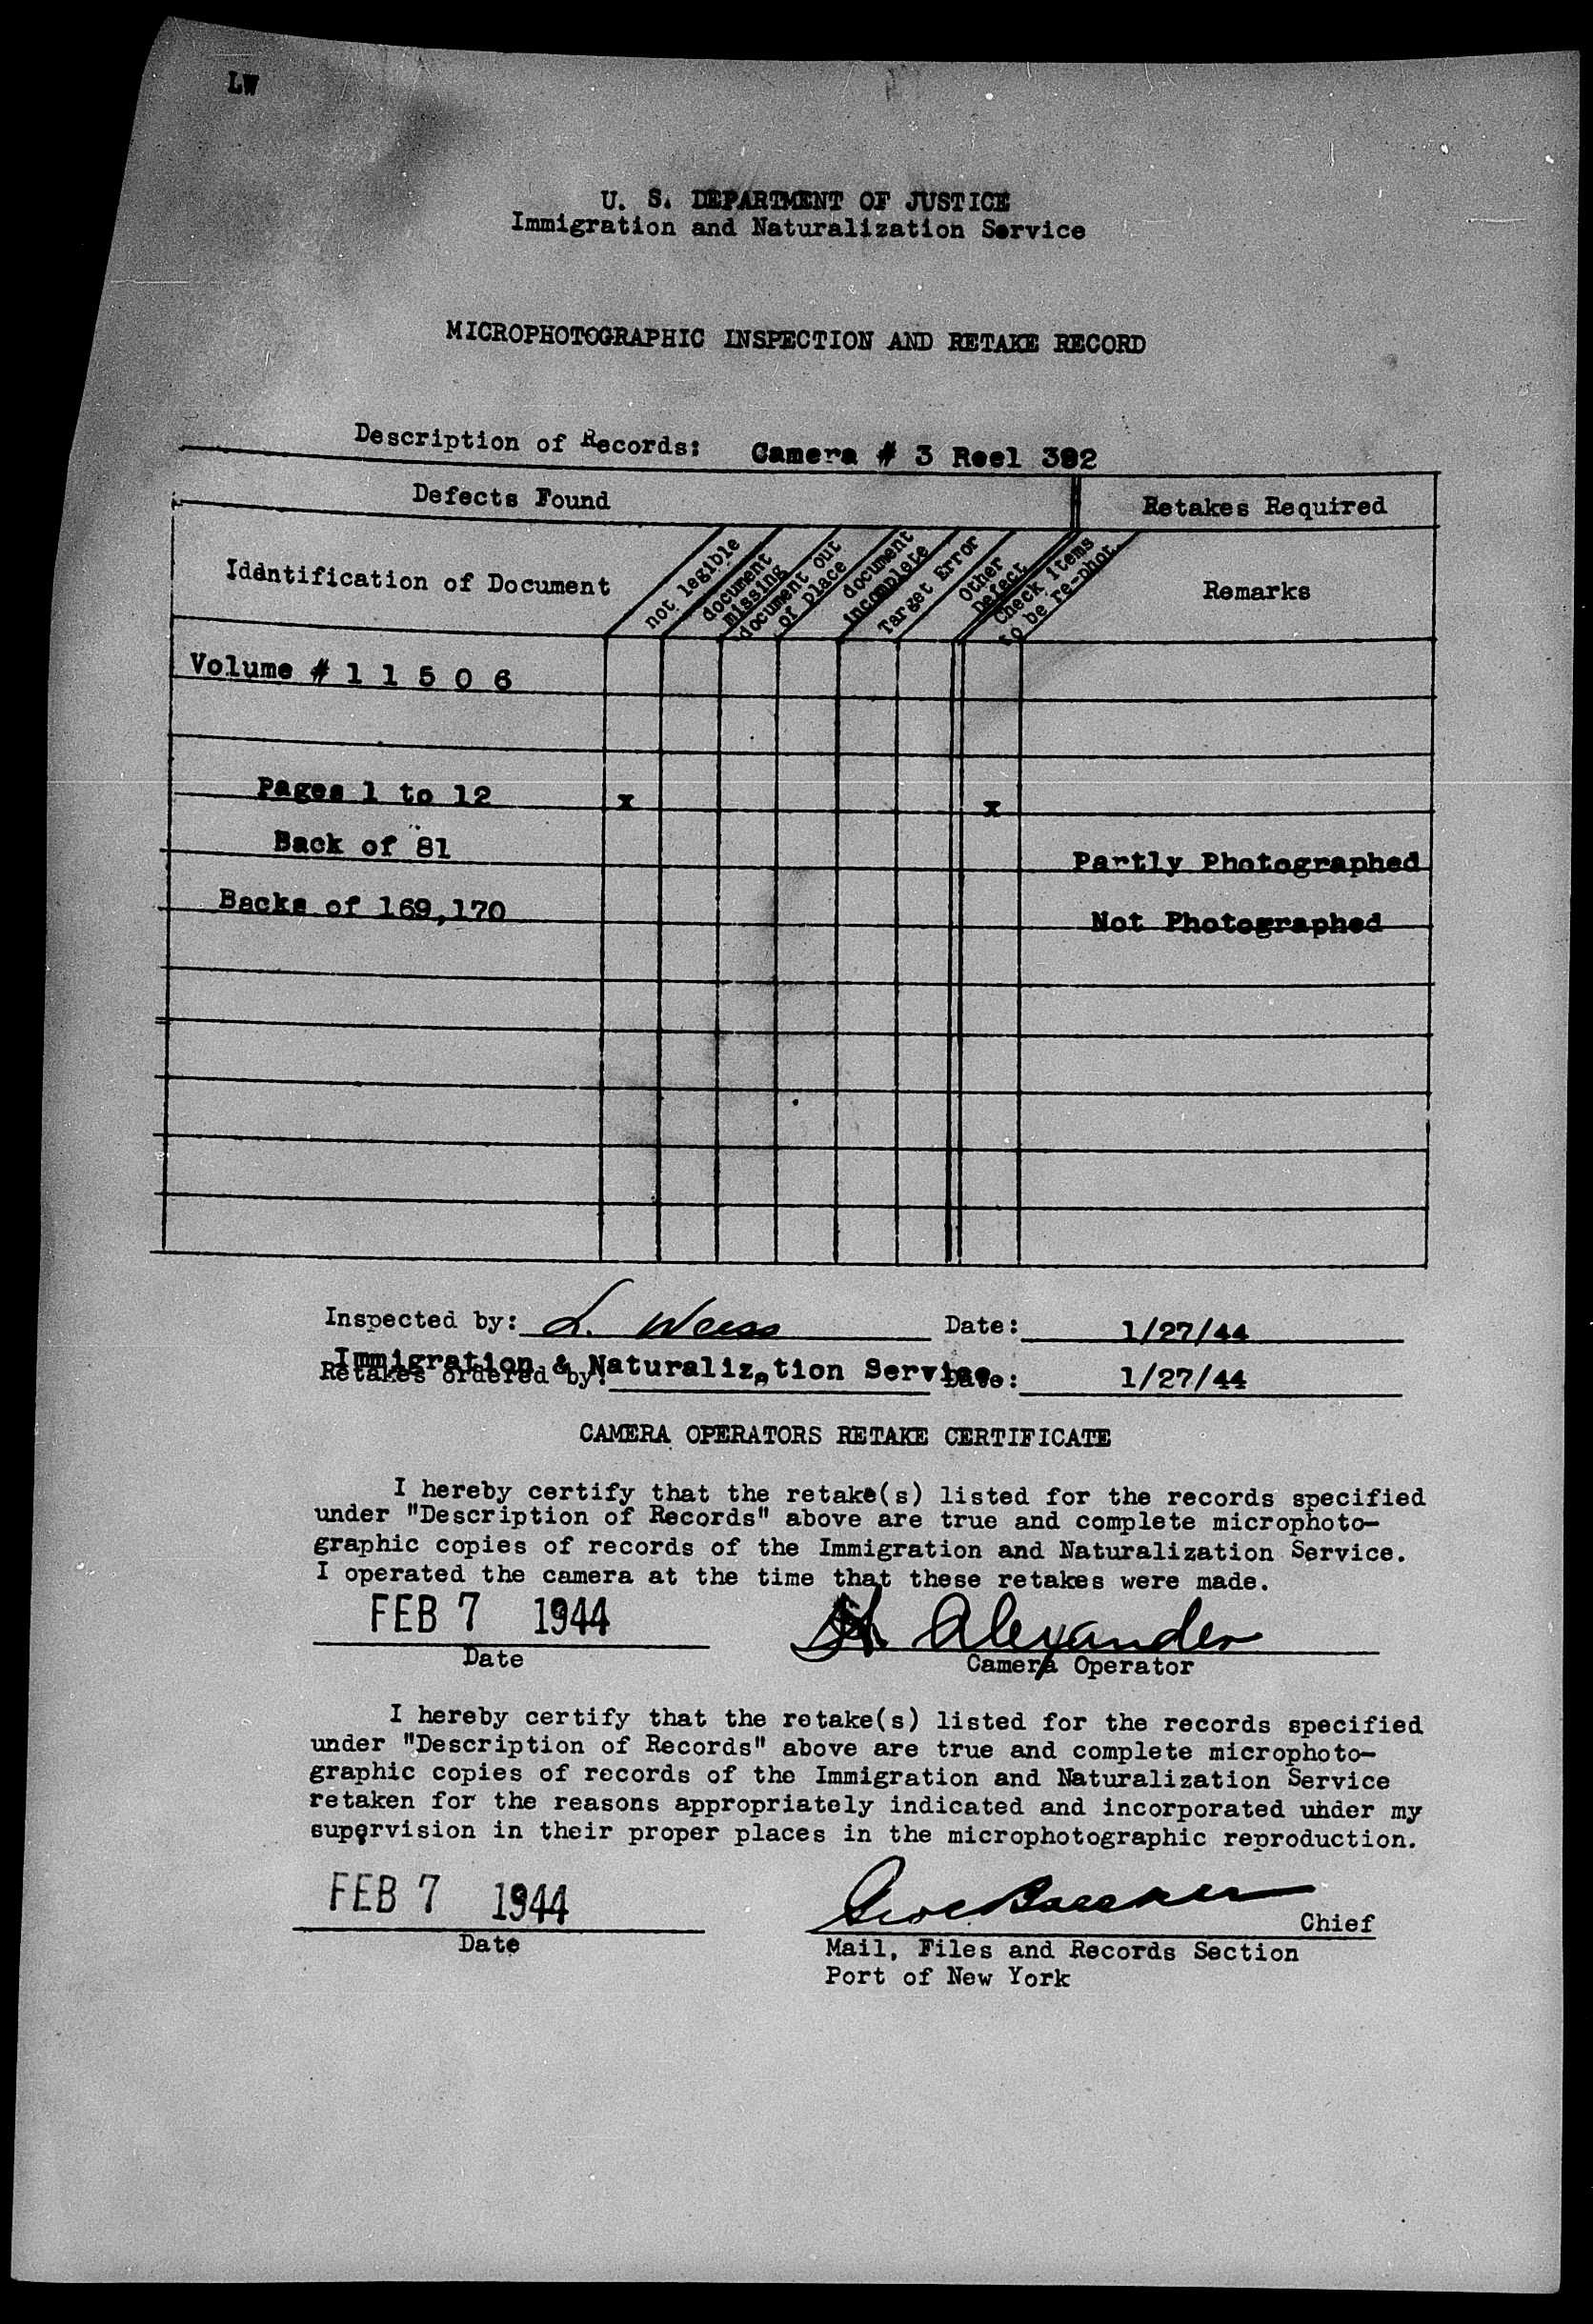 LW
U. S. DEPARTMENT OF JUSTICE
Immigration and Naturalization Service
MICROPHOTOGRAPHIC INSPECTION AND RETAKE RECORD
Description of Records: Camera # 3 Reel 392
Defects Found
Retakes Required
Identification of Document
not legible
document missing
document out of place
document incomplete
Target Error
Other Defect
Check items to be re-phot.
Remarks
Volume # 1 1 5 0 6
Pages 1 to 12 x x
Back of 81 Partly Photographed
Backs of 169,170 Not Photographed
Inspected by: L. Weiss Date: 1/27/44
Immigration & Naturalization Service
Retakes ordered by: Date: 1/27/44
CAMERA OPERATORS RETAKE CERTIFICATE
I hereby certify that the retake(s) listed for the records specified
under "Description of Records" above are true and complete microphoto-
graphic copies of records of the Immigration and Naturalization Service.
I operated the camera at the time that these retakes were made.
FEB 7 1944 Alexander
Date Camera Operator
I hereby certify that the retake(s) listed for the records specified
under "Description of Records" above are true and complete microphoto-
graphic copies of records of the Immigration and Naturalization Service
retaken for the reasons appropriately indicated and incorporated under my
supervision in their proper places in the microphotographic reproduction.
FEB 7 1944
Chief
Date Mail, Files and Records Section
Port of New York